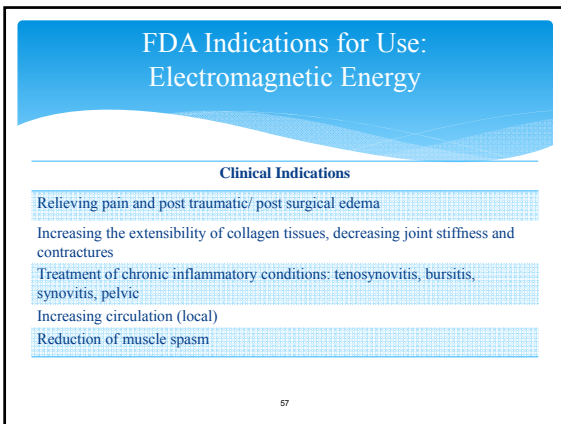 FDA Indications for Use:
Electromagnetic Energy
Clinical Indications
Relieving pain and post traumatic/ post surgical edema
Increasing the extensibility of collagen tissues, decreasing joint stiffness and
contractures
Treatment of chronic inflammatory conditions: tenosynovitis, bursitis,
synovitis, pelvic
Increasing circulation (local)
Reduction of muscle spasm
57